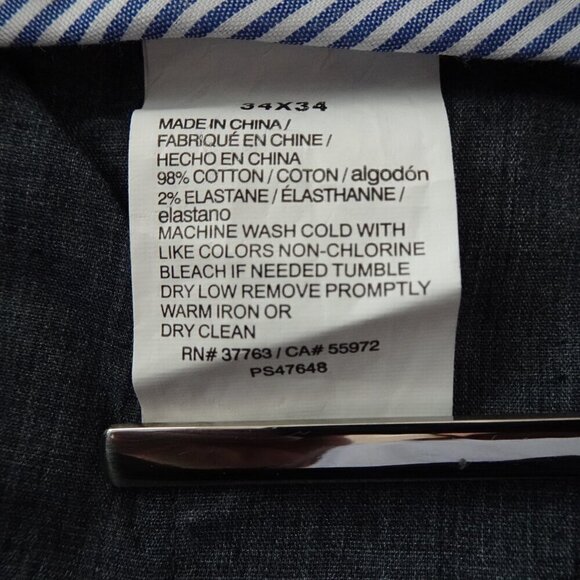 34X34
MADE IN CHINA /
FABRIQUÉ EN CHINE /
HECHO EN CHINA
98% COTTON / COTON / algodón
2% ELASTANE / ÉLASTHANNE /
elastano
MACHINE WASH COLD WITH
LIKE COLORS NON-CHLORINE
BLEACH IF NEEDED TUMBLE
DRY LOW REMOVE PROMPTLY
WARM IRON OR
DRY CLEAN
RN# 37763 / CA# 55972
PS47648